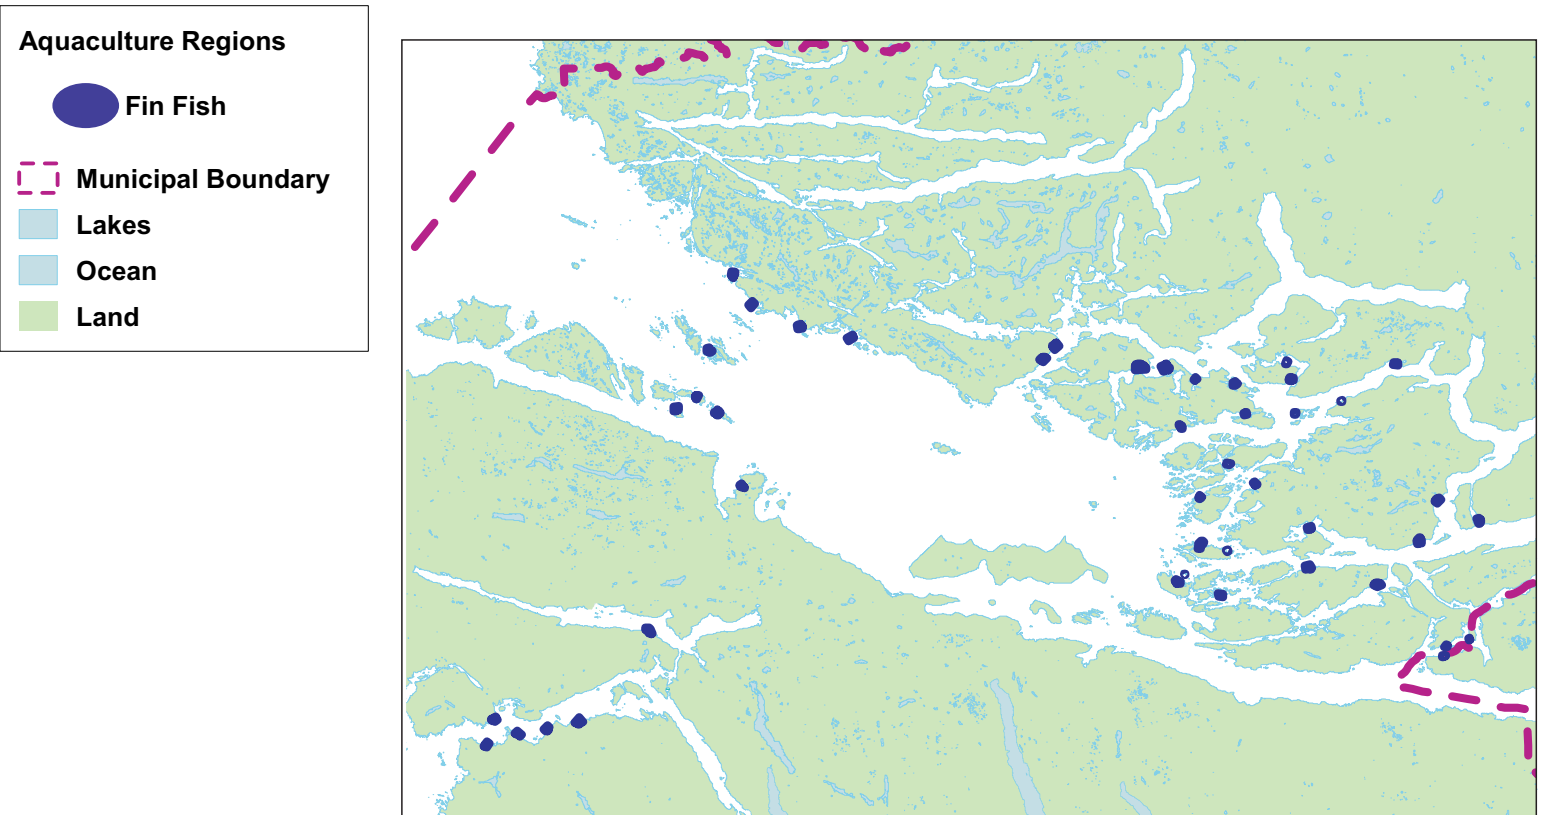 Aquaculture Regions
Fin Fish
Municipal Boundary
Lakes
Ocean
Land